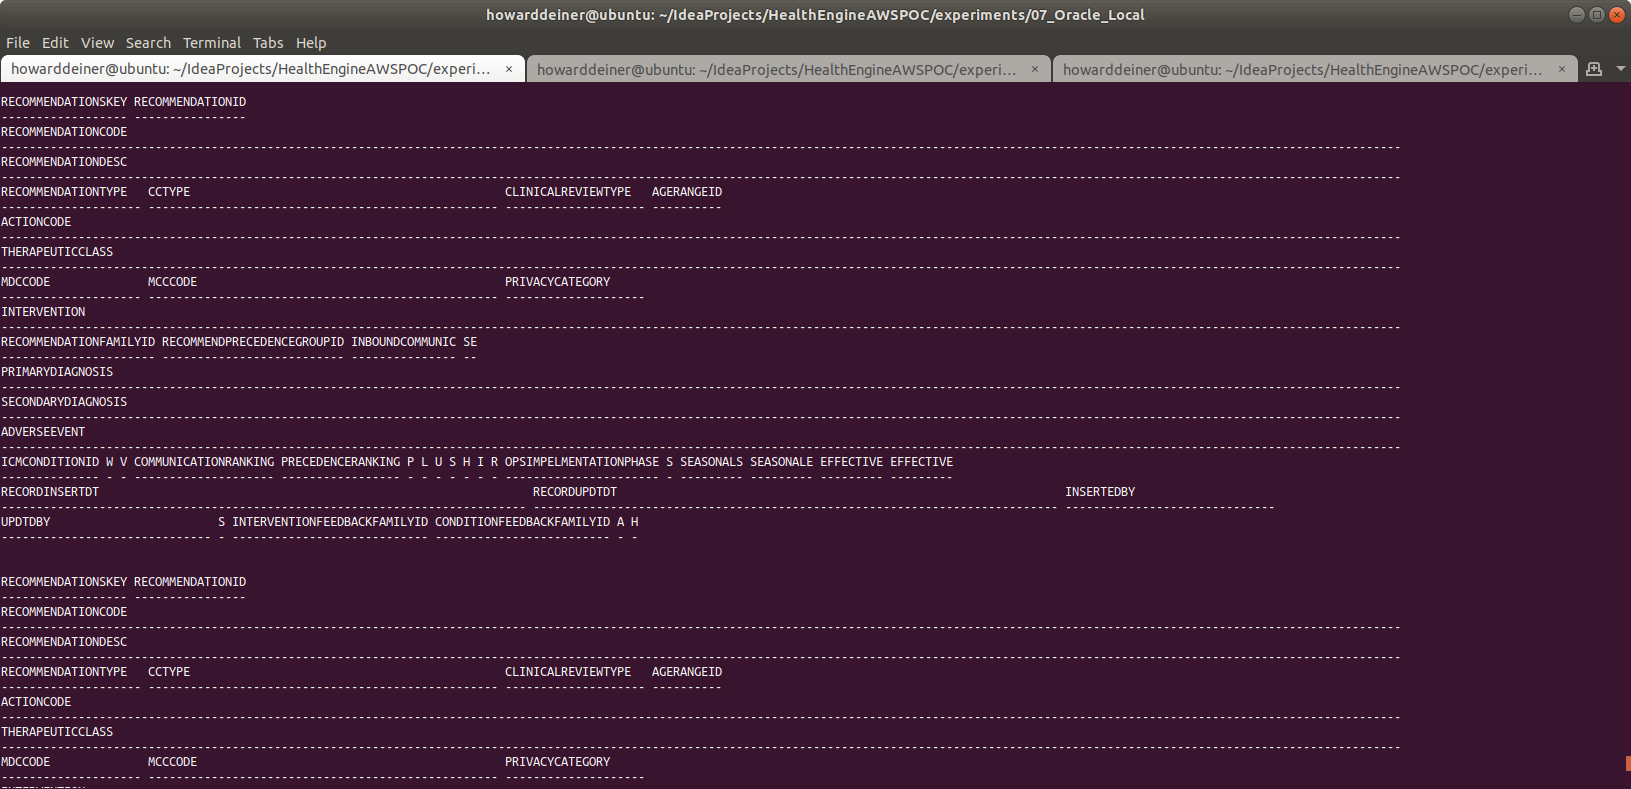 howarddeiner@ubuntu: ~/IdeaProjects/HealthEngineAWSPOC/experiments/07_Oracle_Local
File Edit View Search Terminal Tabs Help
howarddeiner@ubuntu: ~/IdeaProjects/HealthEngineAWSPOC/experi... × howarddeiner@ubuntu: ~/IdeaProjects/HealthEngineAWSPOC/experi... × howarddeiner@ubuntu: ~/IdeaProjects/HealthEngineAWSPOC/experi... ×
RECOMMENDATIONSKEY RECOMMENDATIONID
------------------ ----------------
RECOMMENDATIONCODE
--------------------------------------------------------------------------------
RECOMMENDATIONDESC
--------------------------------------------------------------------------------
RECOMMENDATIONTYPE CCTYPE CLINICALREVIEWTYPE AGERANGEID
-------------------- -------------------------------------------------- -------------------- ----------
ACTIONCODE
--------------------------------------------------------------------------------
THERAPEUTICCLASS
--------------------------------------------------------------------------------
MDCCODE MCCCODE PRIVACYCATEGORY
-------------------- -------------------------------------------------- --------------------
INTERVENTION
--------------------------------------------------------------------------------
RECOMMENDATIONFAMILYID RECOMMENDPRECEDENCEGROUPID INBOUNDCOMMUNIC SE
---------------------- -------------------------- --------------- --
PRIMARYDIAGNOSIS
--------------------------------------------------------------------------------
SECONDARYDIAGNOSIS
--------------------------------------------------------------------------------
ADVERSEEVENT
--------------------------------------------------------------------------------
ICMCONDITIONID W V COMMUNICATIONRANKING PRECEDENCERANKING P L U S H I R OPSIMPELMENTATIONPHASE S SEASONALS SEASONALE EFFECTIVE EFFECTIVE
-------------- - - -------------------- ----------------- - - - - - - - ---------------------- - --------- --------- --------- ---------
RECORDINSERTDT RECORDUPDTDT INSERTEDBY
--------------------------------------------------------------------------- --------------------------------------------------------------------------- ------------------------------
UPDTDBY S INTERVENTIONFEEDBACKFAMILYID CONDITIONFEEDBACKFAMILYID A H
------------------------------ - ---------------------------- ------------------------- - -
RECOMMENDATIONSKEY RECOMMENDATIONID
------------------ ----------------
RECOMMENDATIONCODE
--------------------------------------------------------------------------------
RECOMMENDATIONDESC
--------------------------------------------------------------------------------
RECOMMENDATIONTYPE CCTYPE CLINICALREVIEWTYPE AGERANGEID
-------------------- -------------------------------------------------- -------------------- ----------
ACTIONCODE
--------------------------------------------------------------------------------
THERAPEUTICCLASS
--------------------------------------------------------------------------------
MDCCODE MCCCODE PRIVACYCATEGORY
-------------------- -------------------------------------------------- --------------------